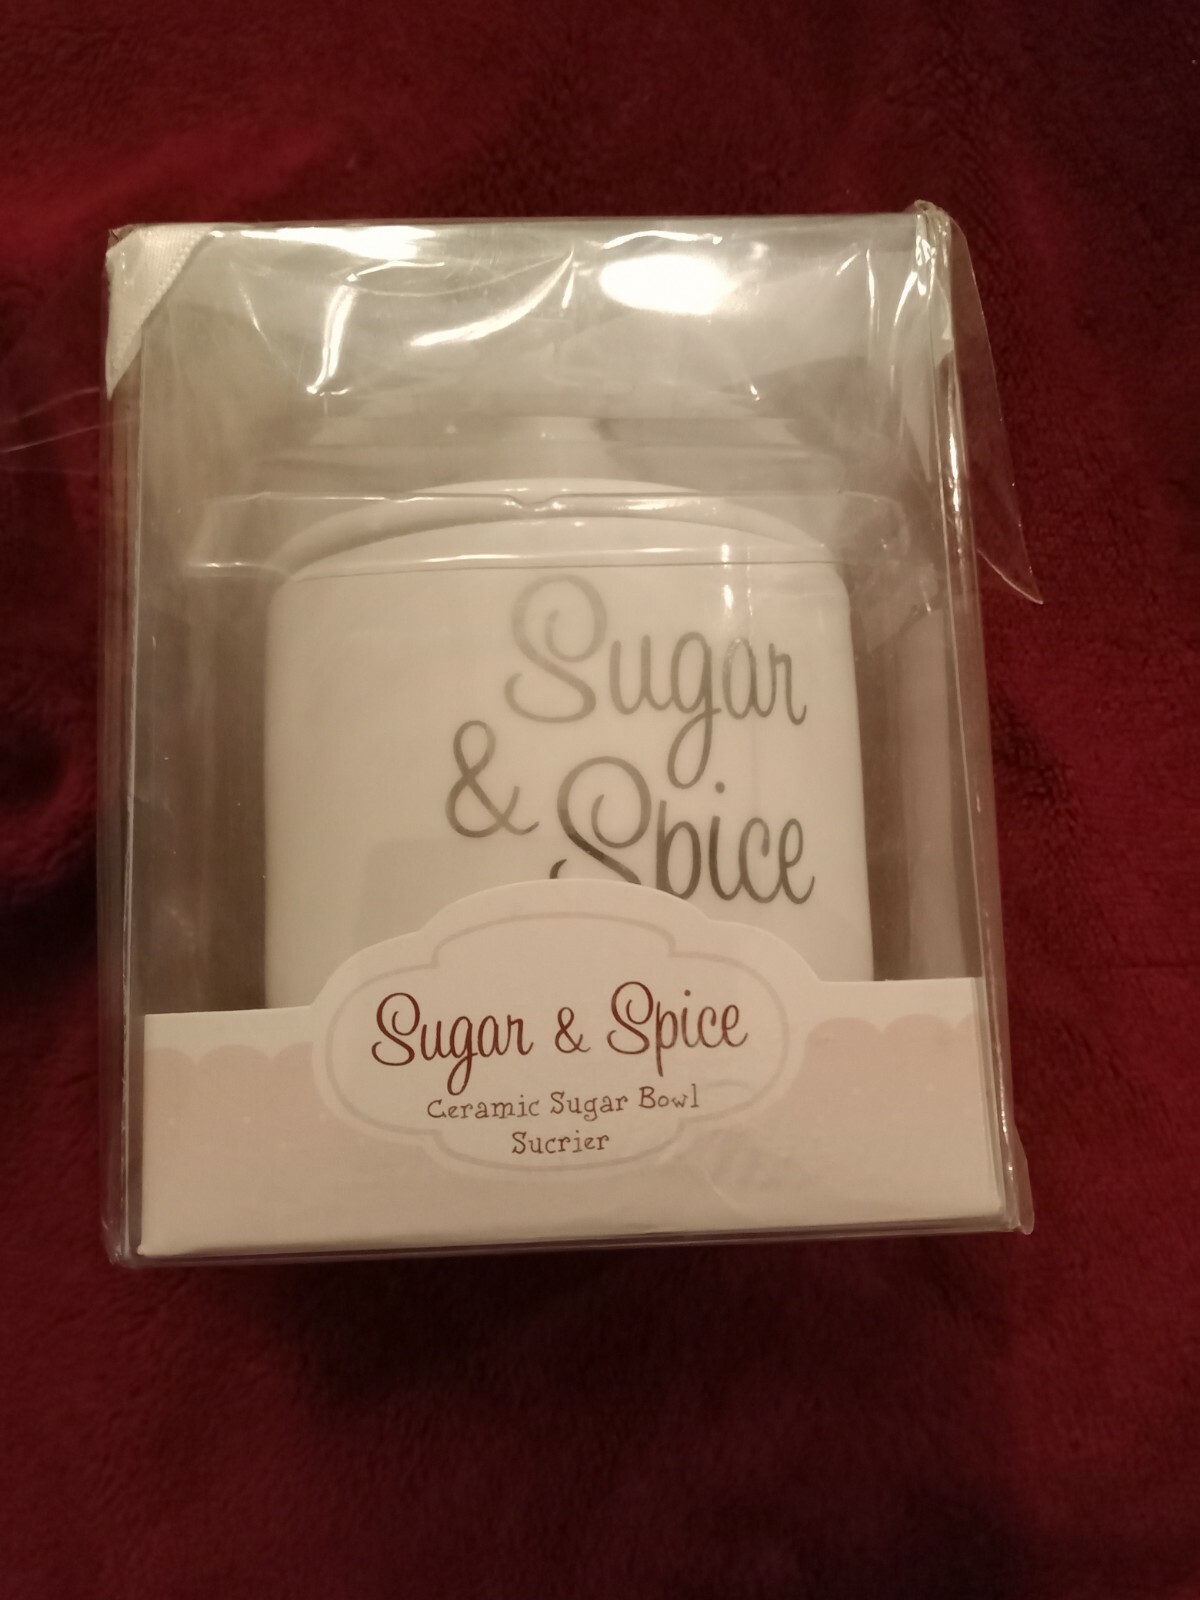 Sugar
& Spice
Sugar & Spice
Ceramic Sugar Bowl
Sucrier